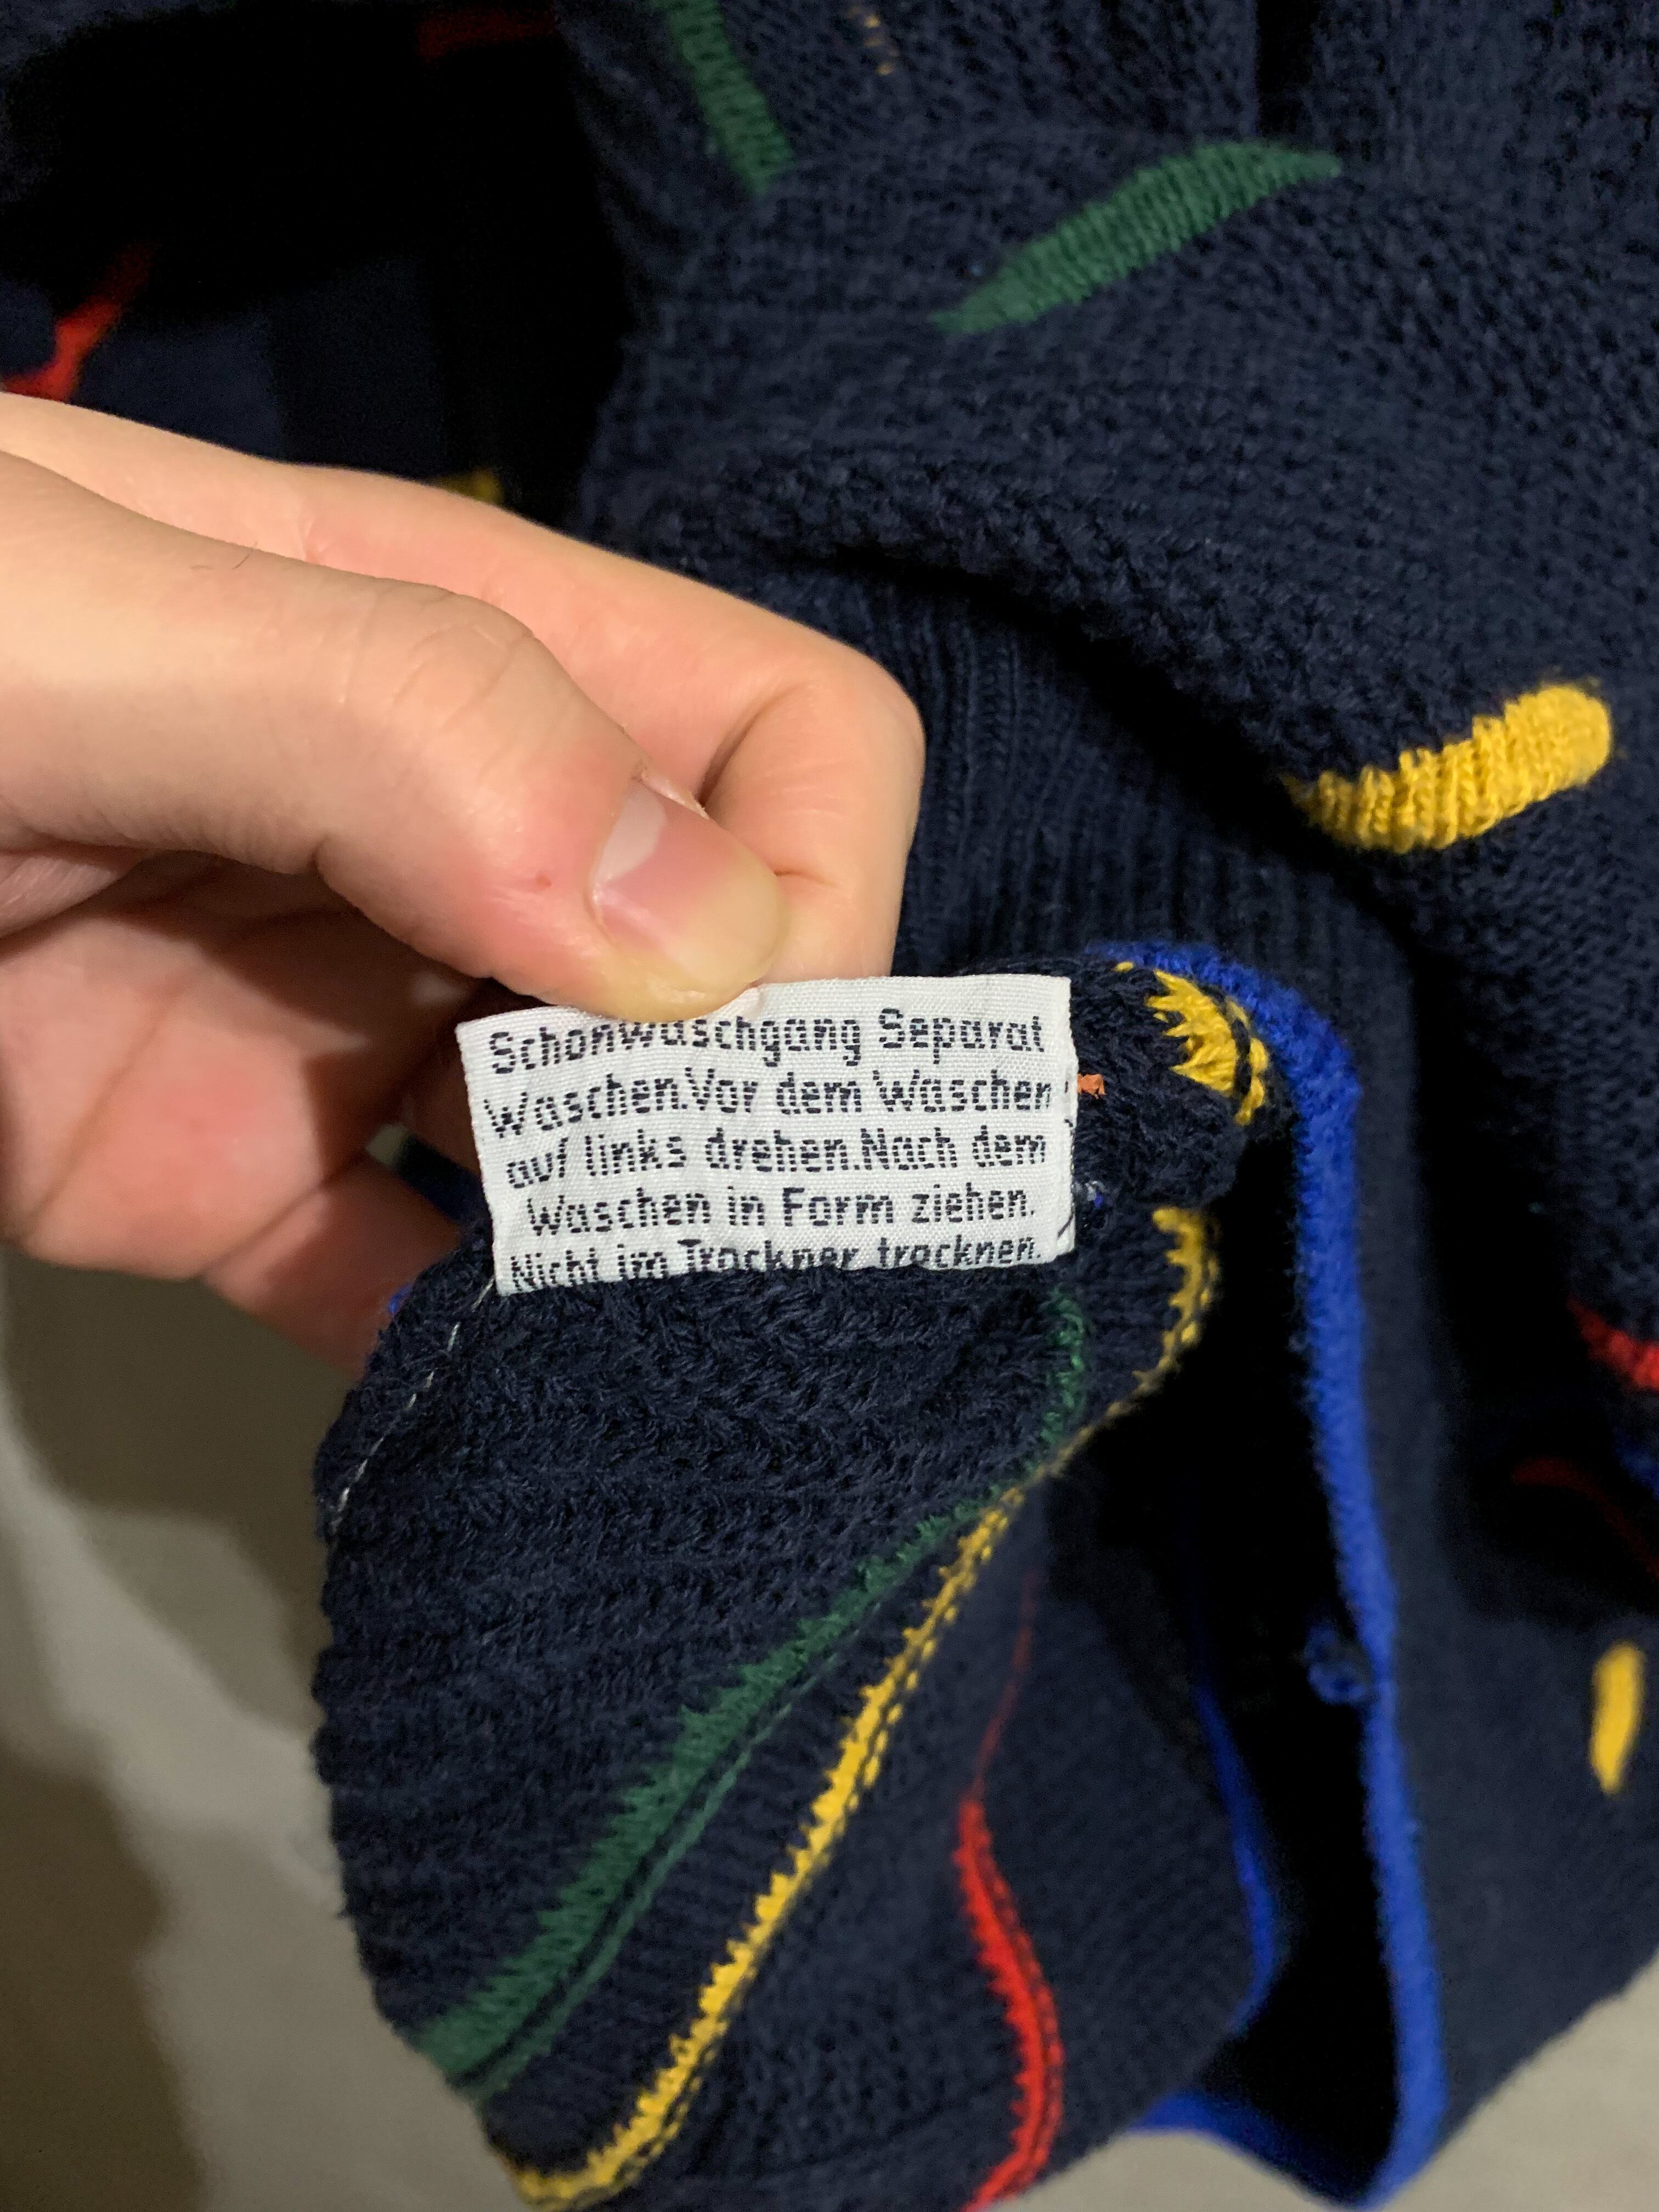 Schonwaschgang Separat
Waschen.Vor dem Waschen
auf links drehen.Nach dem
Waschen in Form ziehen.
Nicht im Trockner trocknen.